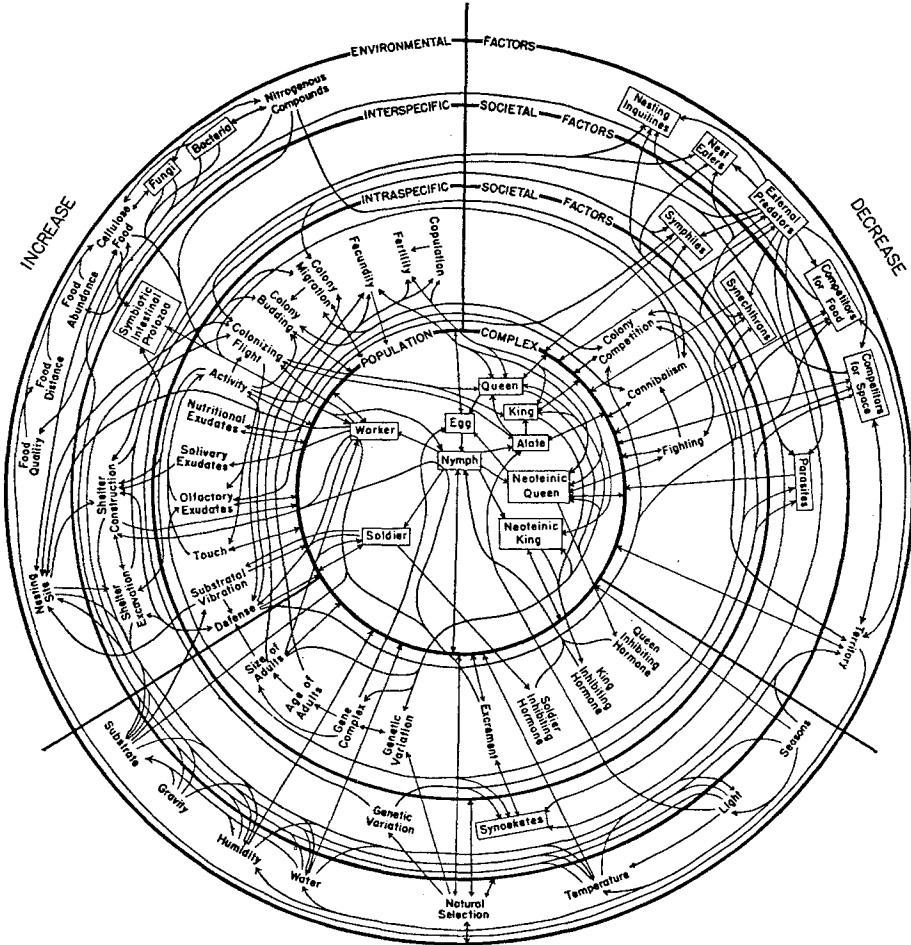 ENVIRONMENTAL FACTORS
INTERSPECIFIC SOCIETAL FACTORS
INTRASPECIFIC SOCIETAL FACTORS
POPULATION COMPLEX
INCREASE
DECREASE
Nitrogenous
Compounds
Bacteria
Fungi
Cellulose
Food
Food
Abundance
Food
Distance
Food
Quality
Nesting
Site
Symbiotic
Intestinal
Protozoa
Shelter
Construction
Shelter
Excavation
Copulation
Fertility
Fecundity
Colony
Migrations
Colony
Buddings
Colonizing
Flight
Activity
Nutritional
Exudates
Salivary
Exudates
Olfactory
Exudates
Touch
Substratal
Vibration
Defense
Size of
Adults
Age of
Adults
Gene
Complex
Genetic
Variation
Excrement
Soldier
Inhibiting
Hormone
King
Inhibiting
Hormone
Queen
Inhibiting
Hormone
Queen
King
Egg
Alate
Worker
Nymph
Neoteinic
Queen
Neoteinic
King
Soldier
Colony
Competition
Cannibalism
Fighting
Nesting
Inquilines
Nest
Eaters
External
Predators
Symphiles
Synechthrans
Competitors
for Food
Competitors
for Space
Parasites
Territory
Seasons
Light
Temperature
Synoeketes
Genetic
Variation
Natural
Selection
Water
Humidity
Gravity
Substrate